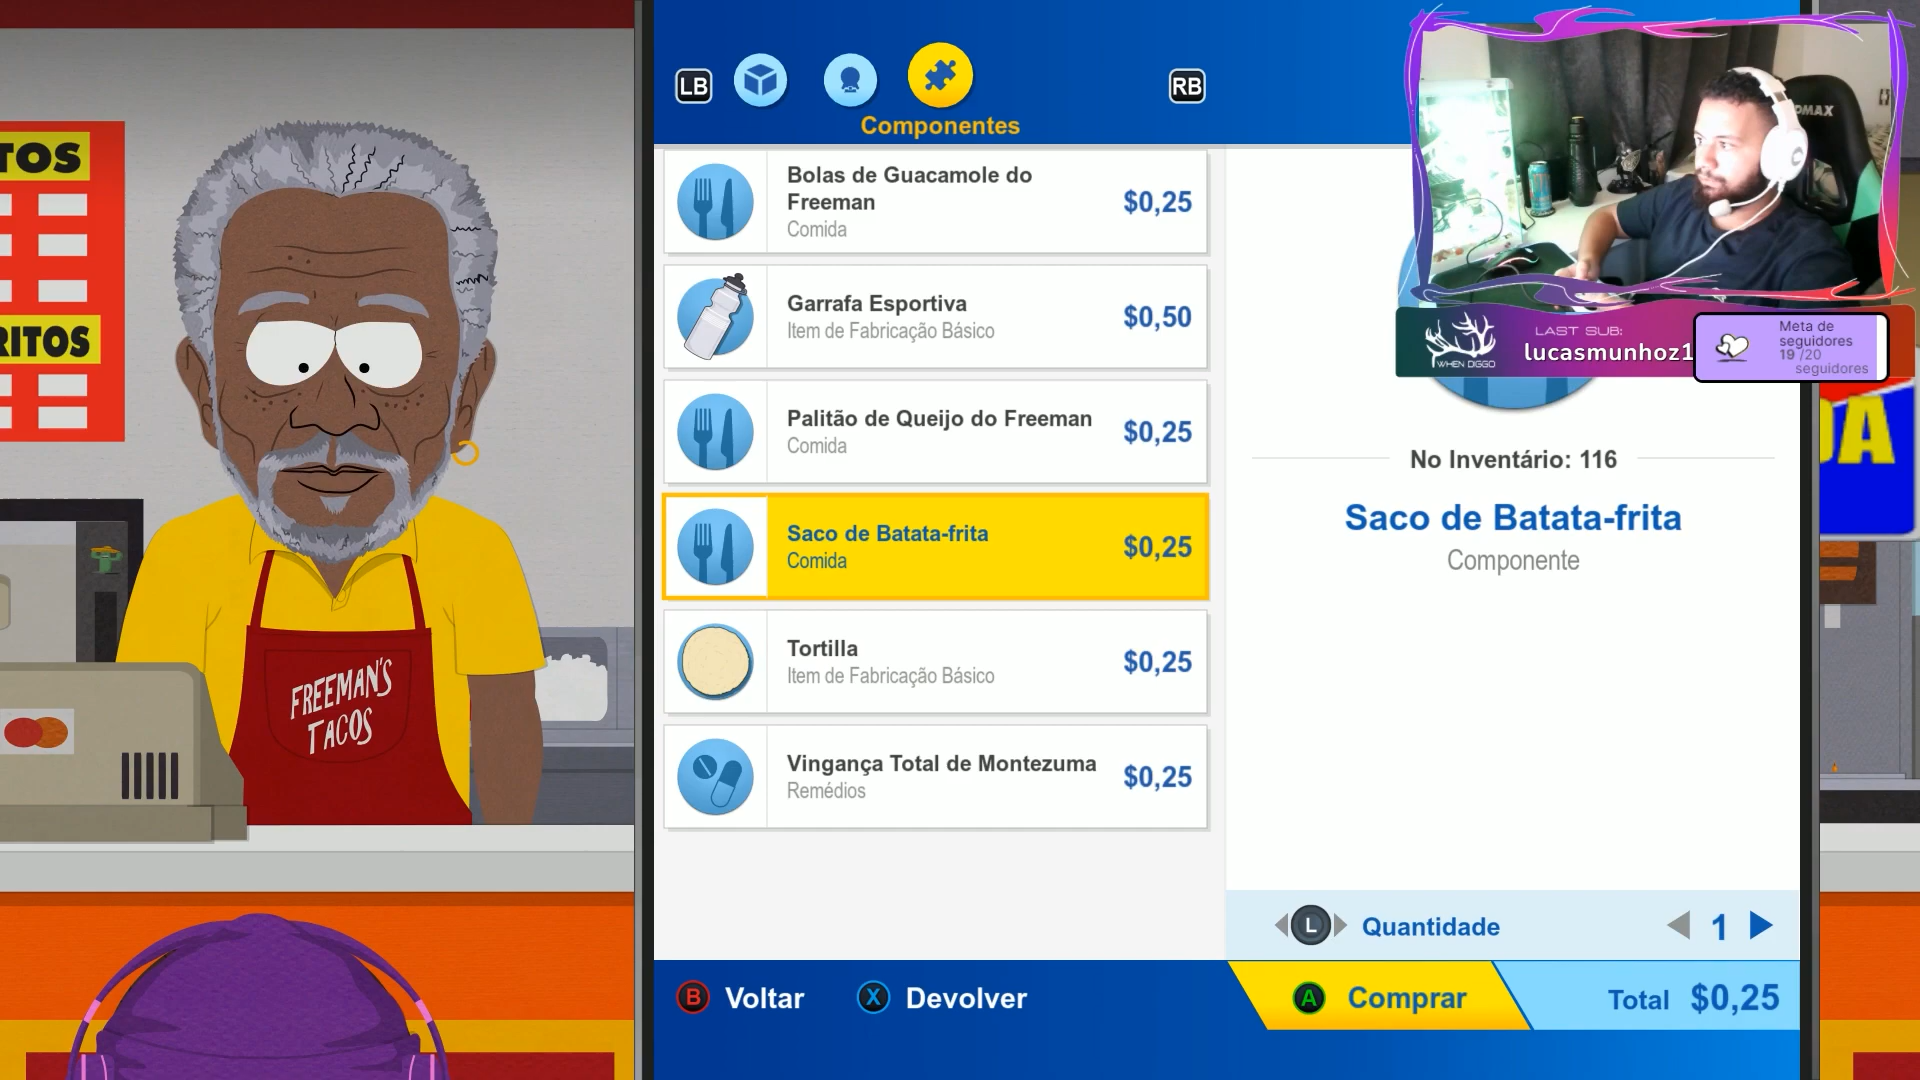 TOS
RITOS
FREEMAN'S
TACOS
LB
RB
Componentes
Bolas de Guacamole do
Freeman
Comida
$0,25
Garrafa Esportiva
Item de Fabricação Básico
$0,50
Palitão de Queijo do Freeman
Comida
$0,25
Saco de Batata-frita
Comida
$0,25
Tortilla
Item de Fabricação Básico
$0,25
Vingança Total de Montezuma
Remédios
$0,25
DMAX
WHEN DIGGO
LAST SUB:
lucasmunhoz1
Meta de
seguidores
19 /20
seguidores
DA
No Inventário: 116
Saco de Batata-frita
Componente
L Quantidade 1
B Voltar
X Devolver
A Comprar
Total $0,25